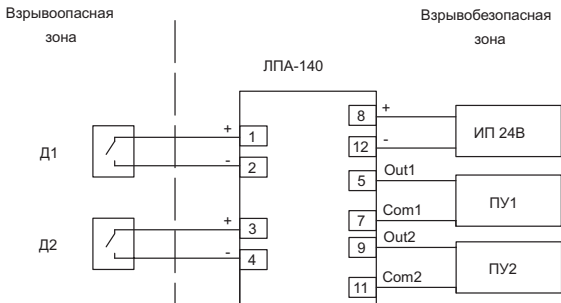 Взрывоопасная
зона
Взрывобезопасная
зона
ЛПА-140
Д1
+ 1
- 2
Д2
+ 3
- 4
8 +
12 -
ИП 24В
5 Out1
7 Com1
ПУ1
9 Out2
11 Com2
ПУ2